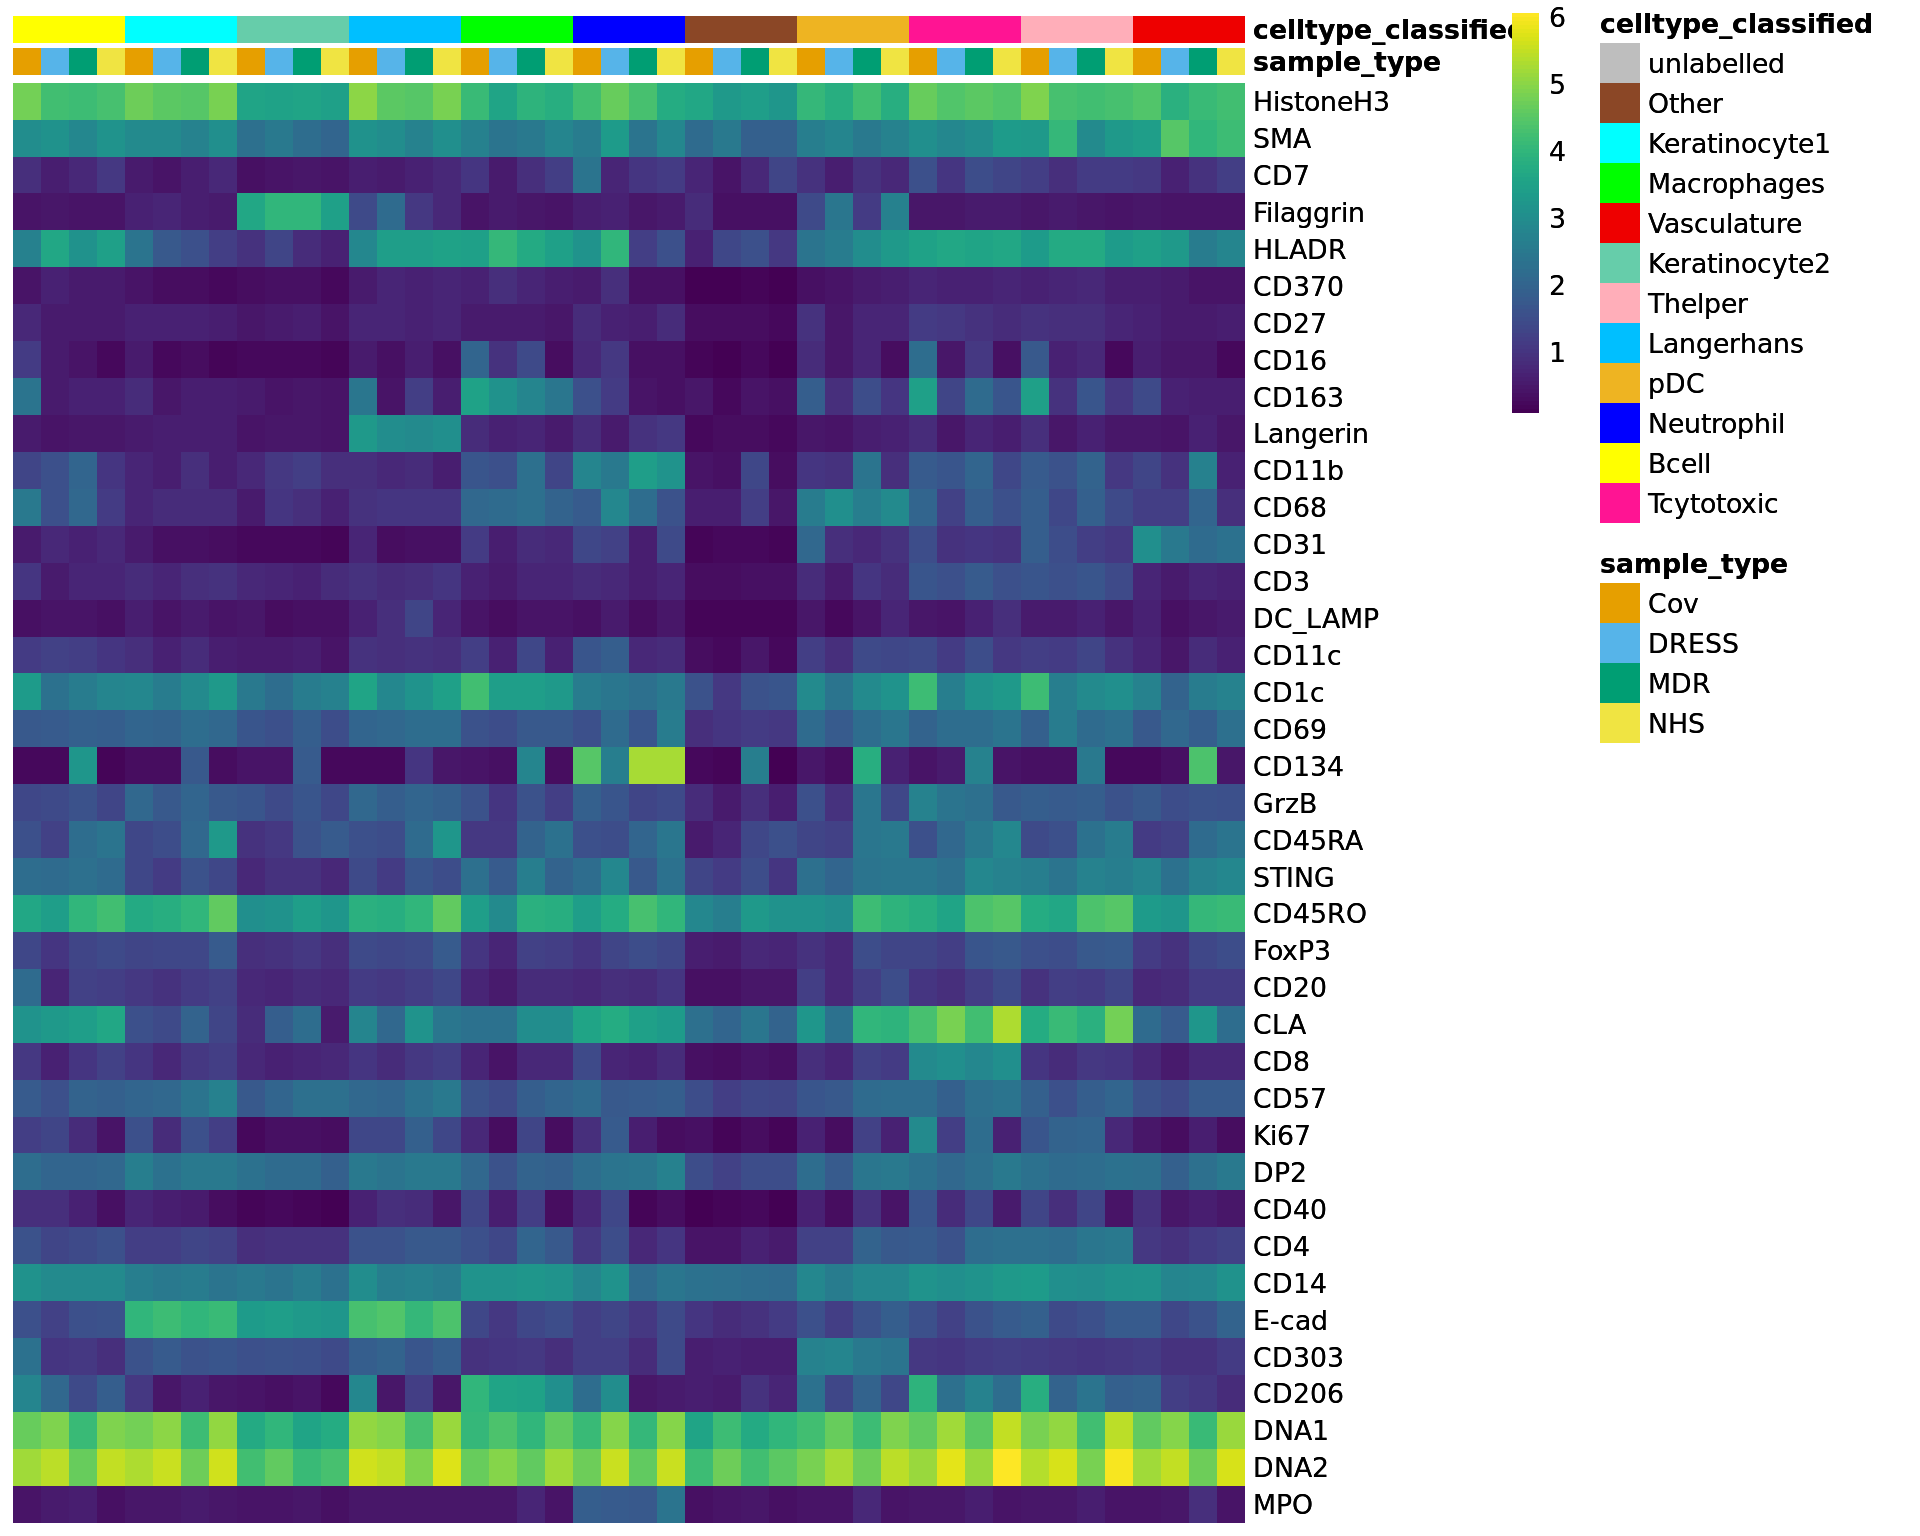 celltype_classified
sample_type
HistoneH3
SMA
CD7
Filaggrin
HLADR
CD370
CD27
CD16
CD163
Langerin
CD11b
CD68
CD31
CD3
DC_LAMP
CD11c
CD1c
CD69
CD134
GrzB
CD45RA
STING
CD45RO
FoxP3
CD20
CLA
CD8
CD57
Ki67
DP2
CD40
CD4
CD14
E-cad
CD303
CD206
DNA1
DNA2
MPO
6
5
4
3
2
1
celltype_classified
unlabelled
Other
Keratinocyte1
Macrophages
Vasculature
Keratinocyte2
Thelper
Langerhans
pDC
Neutrophil
Bcell
Tcytotoxic
sample_type
Cov
DRESS
MDR
NHS